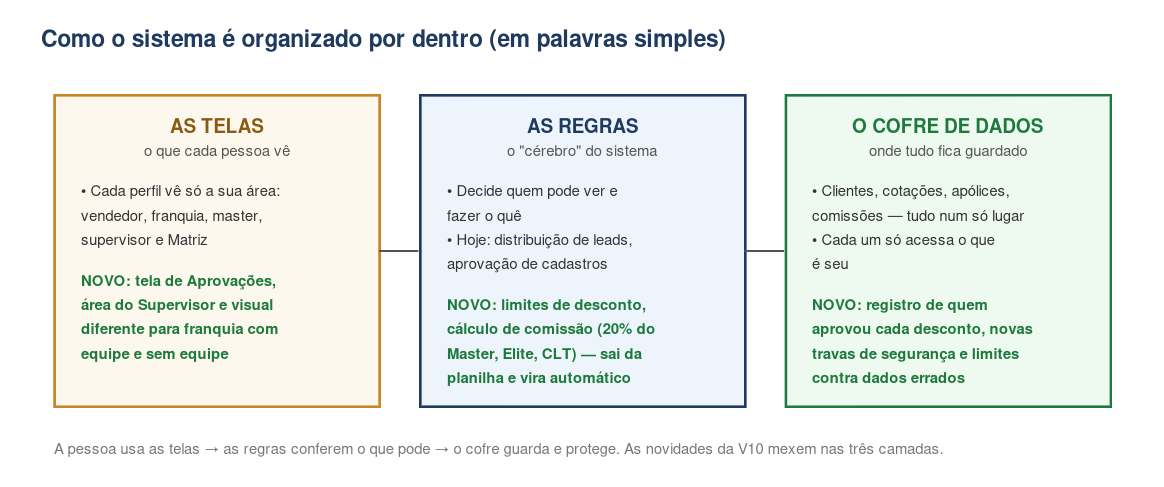 Como o sistema é organizado por dentro (em palavras simples)
AS TELAS
o que cada pessoa vê
• Cada perfil vê só a sua área:
vendedor, franquia, master,
supervisor e Matriz
NOVO: tela de Aprovações,
área do Supervisor e visual
diferente para franquia com
equipe e sem equipe
AS REGRAS
o "cérebro" do sistema
• Decide quem pode ver e
fazer o quê
• Hoje: distribuição de leads,
aprovação de cadastros
NOVO: limites de desconto,
cálculo de comissão (20% do
Master, Elite, CLT) — sai da
planilha e vira automático
O COFRE DE DADOS
onde tudo fica guardado
• Clientes, cotações, apólices,
comissões — tudo num só lugar
• Cada um só acessa o que
é seu
NOVO: registro de quem
aprovou cada desconto, novas
travas de segurança e limites
contra dados errados
A pessoa usa as telas → as regras conferem o que pode → o cofre guarda e protege. As novidades da V10 mexem nas três camadas.